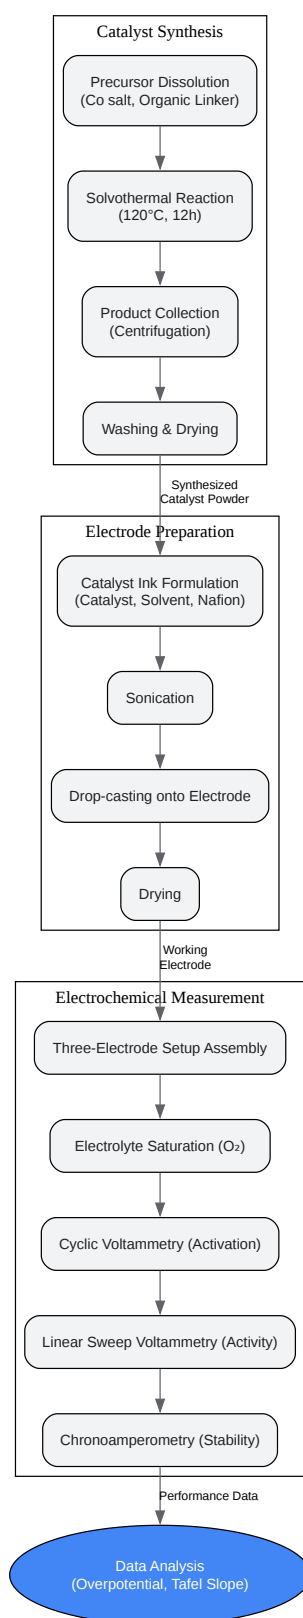 Catalyst Synthesis
Precursor Dissolution
(Co salt, Organic Linker)
Solvothermal Reaction
(120°C, 12h)
Product Collection
(Centrifugation)
Washing & Drying
Synthesized
Catalyst Powder
Electrode Preparation
Catalyst Ink Formulation
(Catalyst, Solvent, Nafion)
Sonication
Drop-casting onto Electrode
Drying
Working
Electrode
Electrochemical Measurement
Three-Electrode Setup Assembly
Electrolyte Saturation (O₂)
Cyclic Voltammetry (Activation)
Linear Sweep Voltammetry (Activity)
Chronoamperometry (Stability)
Performance Data
Data Analysis
(Overpotential, Tafel Slope)